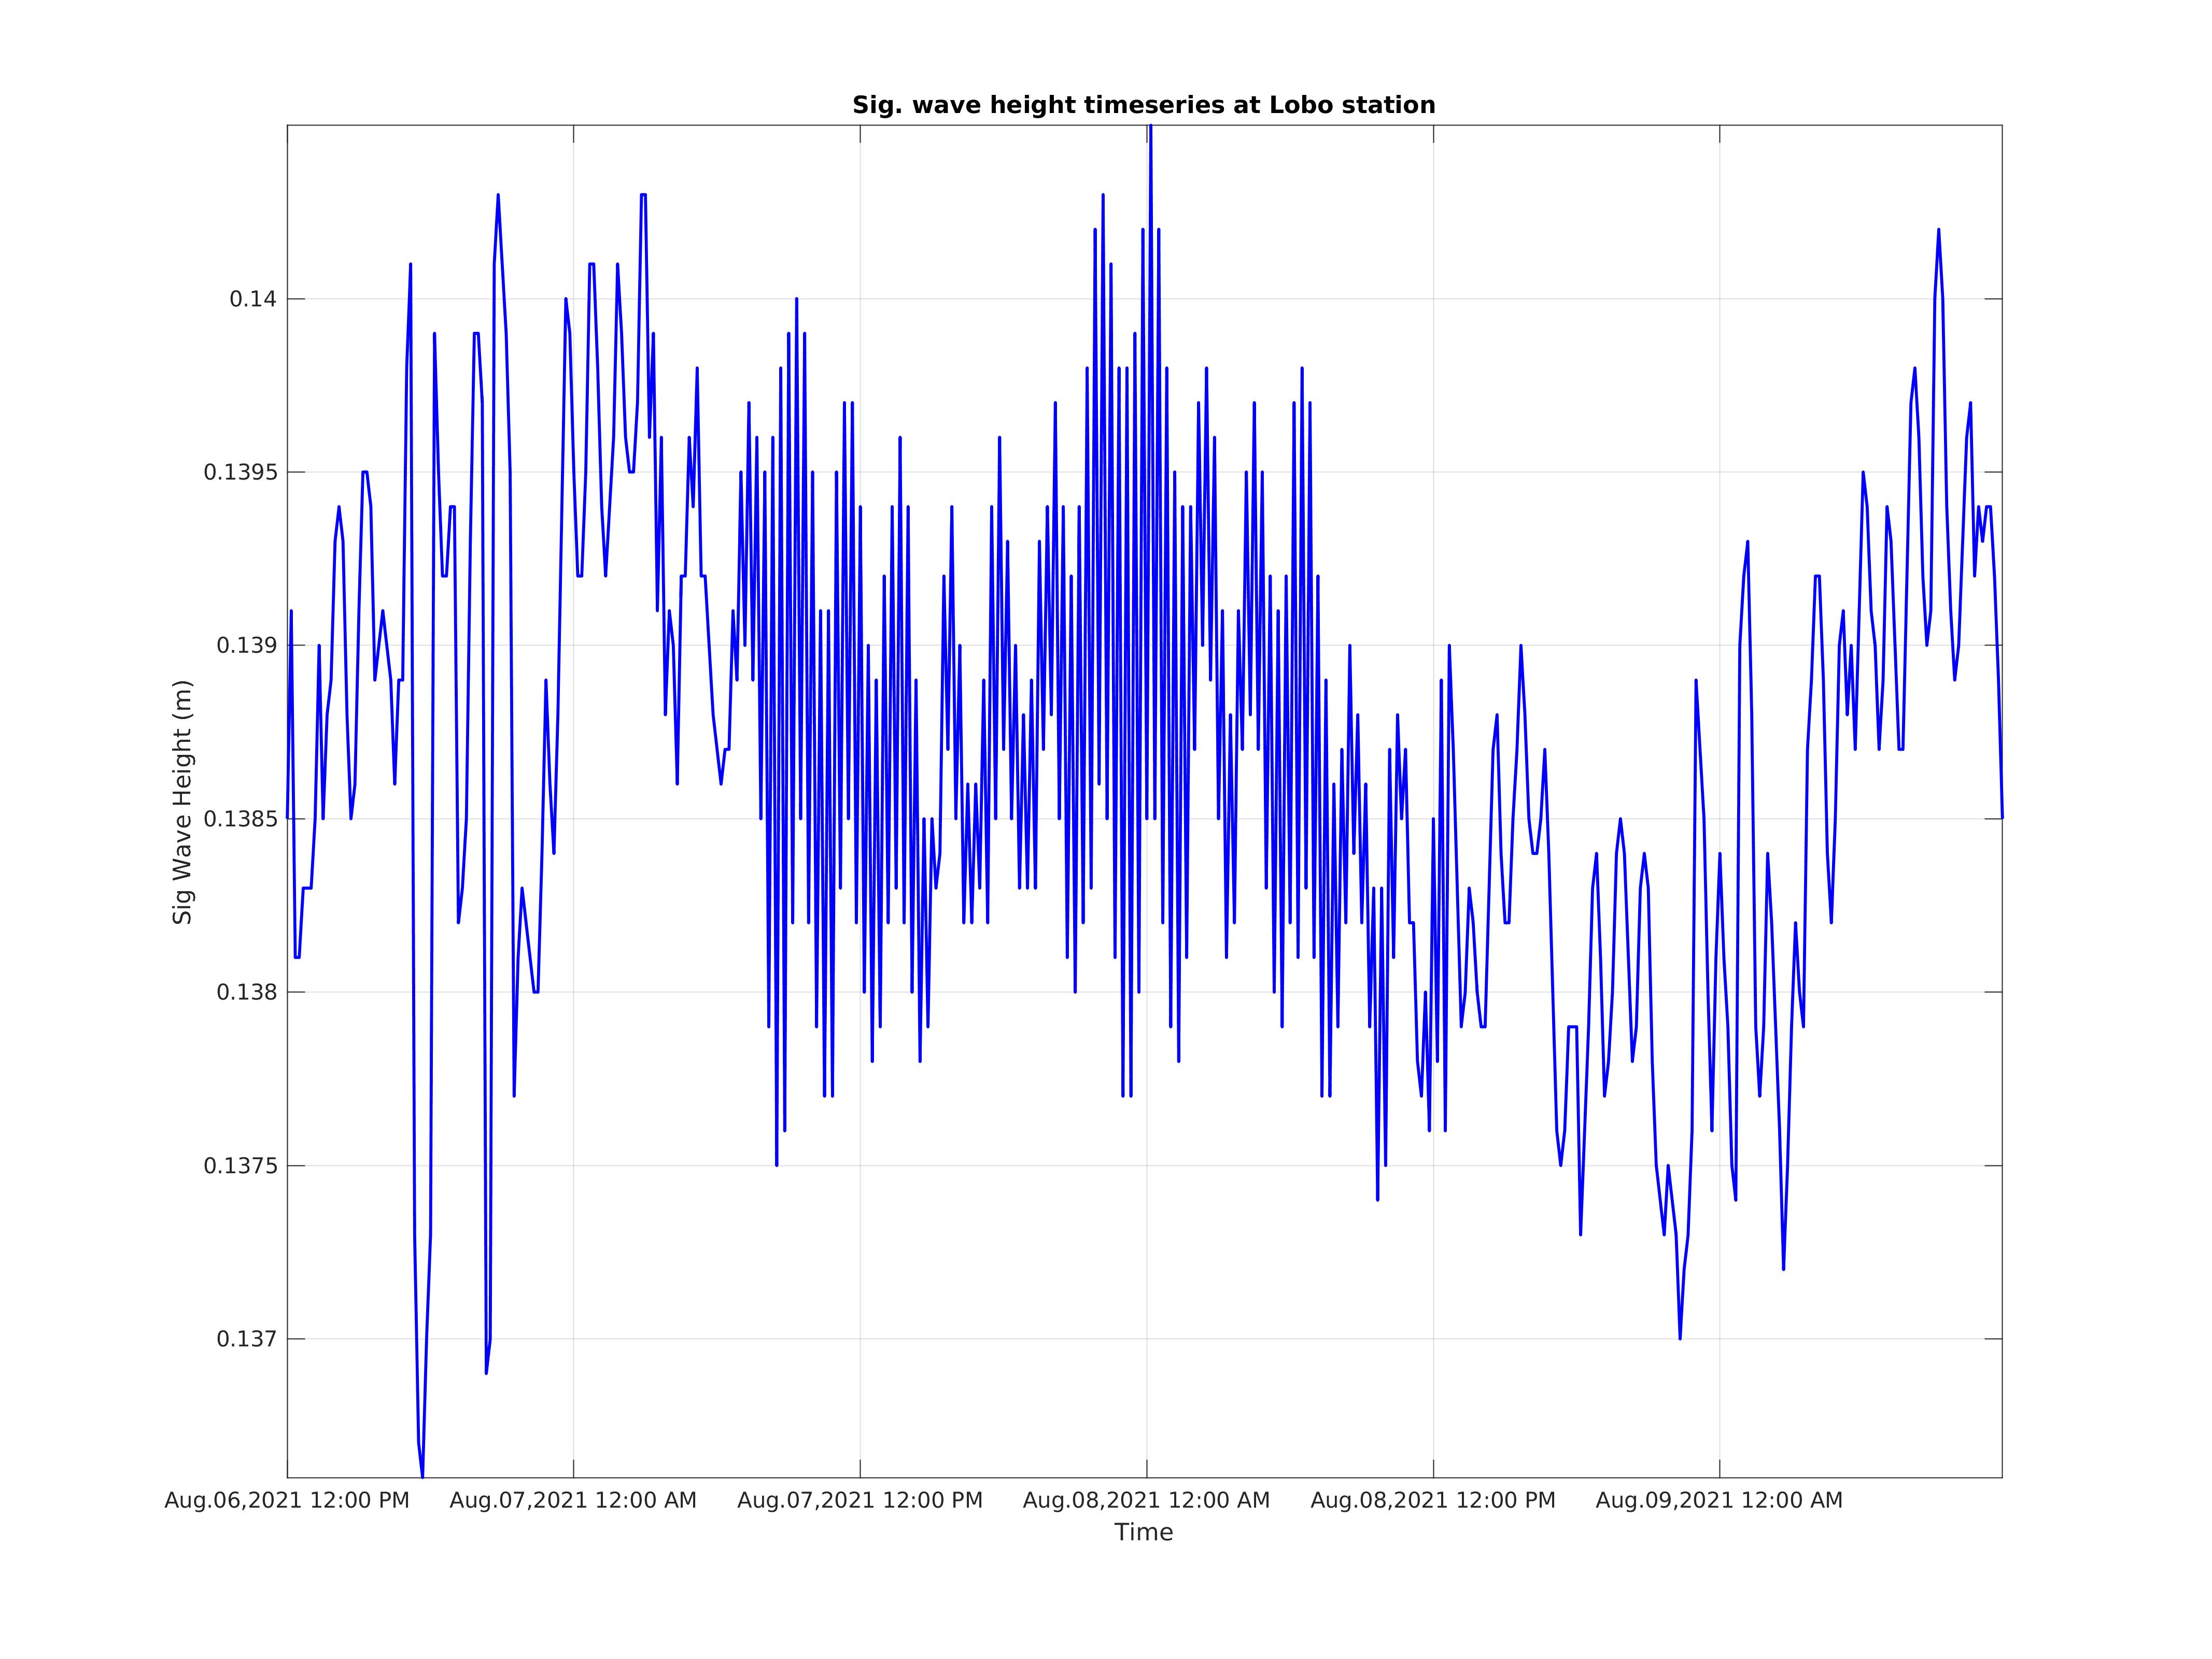 Sig. wave height timeseries at Lobo station
0.14
0.1395
0.139
0.1385
0.138
0.1375
0.137
Sig Wave Height (m)
Aug.06,2021 12:00 PM Aug.07,2021 12:00 AM Aug.07,2021 12:00 PM Aug.08,2021 12:00 AM Aug.08,2021 12:00 PM Aug.09,2021 12:00 AM
Time